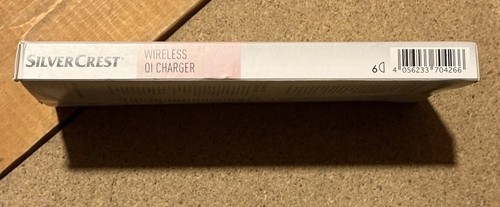 SILVERCREST®
WIRELESS
QI CHARGER
6
4 056233 704266